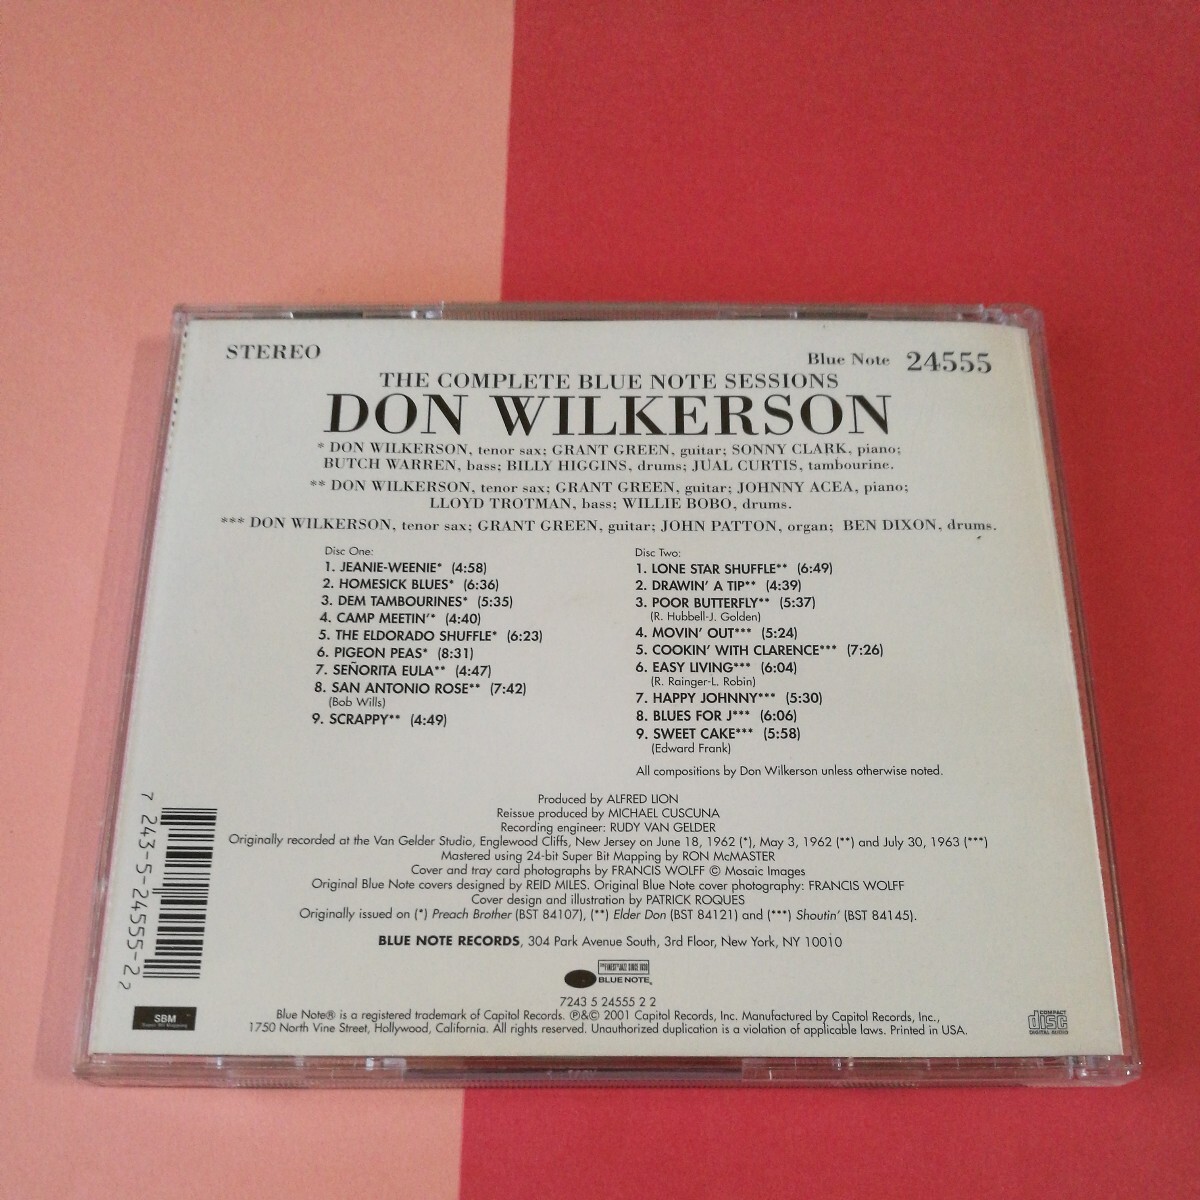 STEREO
Blue Note 24555
THE COMPLETE BLUE NOTE SESSIONS
DON WILKERSON
* DON WILKERSON, tenor sax; GRANT GREEN, guitar; SONNY CLARK, piano;
BUTCH WARREN, bass; BILLY HIGGINS, drums; JUAL CURTIS, tambourine.
** DON WILKERSON, tenor sax; GRANT GREEN, guitar; JOHNNY ACEA, piano;
LLOYD TROTMAN, bass; WILLIE BOBO, drums.
*** DON WILKERSON, tenor sax; GRANT GREEN, guitar; JOHN PATTON, organ; BEN DIXON, drums.
Disc One:
1. JEANIE-WEENIE* (4:58)
2. HOMESICK BLUES* (6:36)
3. DEM TAMBOURINES* (5:35)
4. CAMP MEETIN'* (4:40)
5. THE ELDORADO SHUFFLE* (6:23)
6. PIGEON PEAS* (8:31)
7. SEÑORITA EULA** (4:47)
8. SAN ANTONIO ROSE** (7:42)
(Bob Wills)
9. SCRAPPY** (4:49)
Disc Two:
1. LONE STAR SHUFFLE** (6:49)
2. DRAWIN' A TIP** (4:39)
3. POOR BUTTERFLY** (5:37)
(R. Hubbell-J. Golden)
4. MOVIN' OUT*** (5:24)
5. COOKIN' WITH CLARENCE*** (7:26)
6. EASY LIVING*** (6:04)
(R. Rainger-L. Robin)
7. HAPPY JOHNNY*** (5:30)
8. BLUES FOR J*** (6:06)
9. SWEET CAKE*** (5:58)
(Edward Frank)
All compositions by Don Wilkerson unless otherwise noted.
Produced by ALFRED LION
Reissue produced by MICHAEL CUSCUNA
Recording engineer: RUDY VAN GELDER
Originally recorded at the Van Gelder Studio, Englewood Cliffs, New Jersey on June 18, 1962 (*), May 3, 1962 (**) and July 30, 1963 (***)
Mastered using 24-bit Super Bit Mapping by RON McMASTER
Cover and tray card photographs by FRANCIS WOLFF © Mosaic Images
Original Blue Note covers designed by REID MILES. Original Blue Note cover photography: FRANCIS WOLFF
Cover design and illustration by PATRICK ROQUES
Originally issued on (*) Preach Brother (BST 84107), (**) Elder Don (BST 84121) and (***) Shoutin' (BST 84145).
BLUE NOTE RECORDS, 304 Park Avenue South, 3rd Floor, New York, NY 10010
THE FINEST IN JAZZ SINCE 1939
BLUE NOTE
7243 5 24555 2 2
Blue Note® is a registered trademark of Capitol Records. ℗&© 2001 Capitol Records, Inc. Manufactured by Capitol Records, Inc.,
1750 North Vine Street, Hollywood, California. All rights reserved. Unauthorized duplication is a violation of applicable laws. Printed in USA.
7 243-5-24555-2 2
SBM
Super Bit Mapping
COMPACT
disc
DIGITAL AUDIO